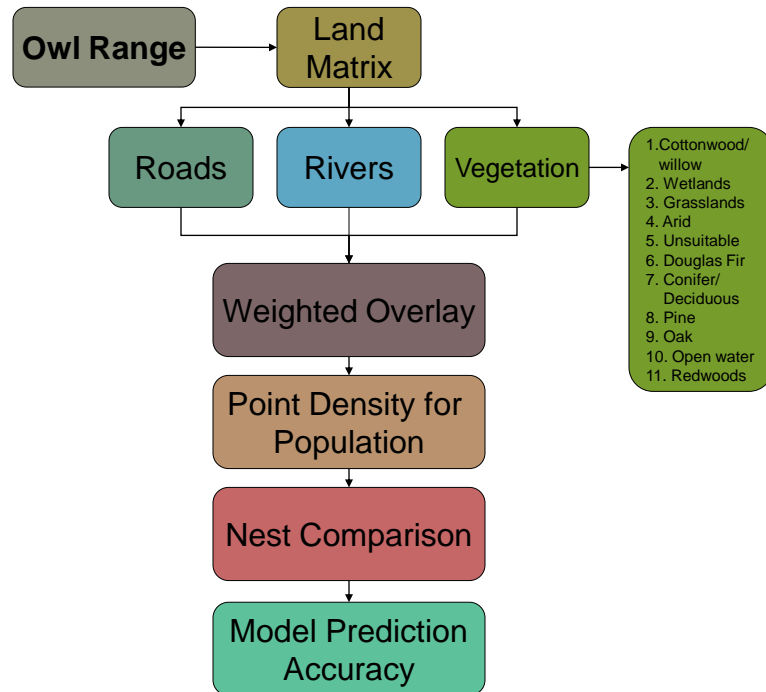 Owl Range
Land
Matrix
Roads
Rivers
Vegetation
1.Cottonwood/
willow
2. Wetlands
3. Grasslands
4. Arid
5. Unsuitable
6. Douglas Fir
7. Conifer/
Deciduous
8. Pine
9. Oak
10. Open water
11. Redwoods
Weighted Overlay
Point Density for
Population
Nest Comparison
Model Prediction
Accuracy